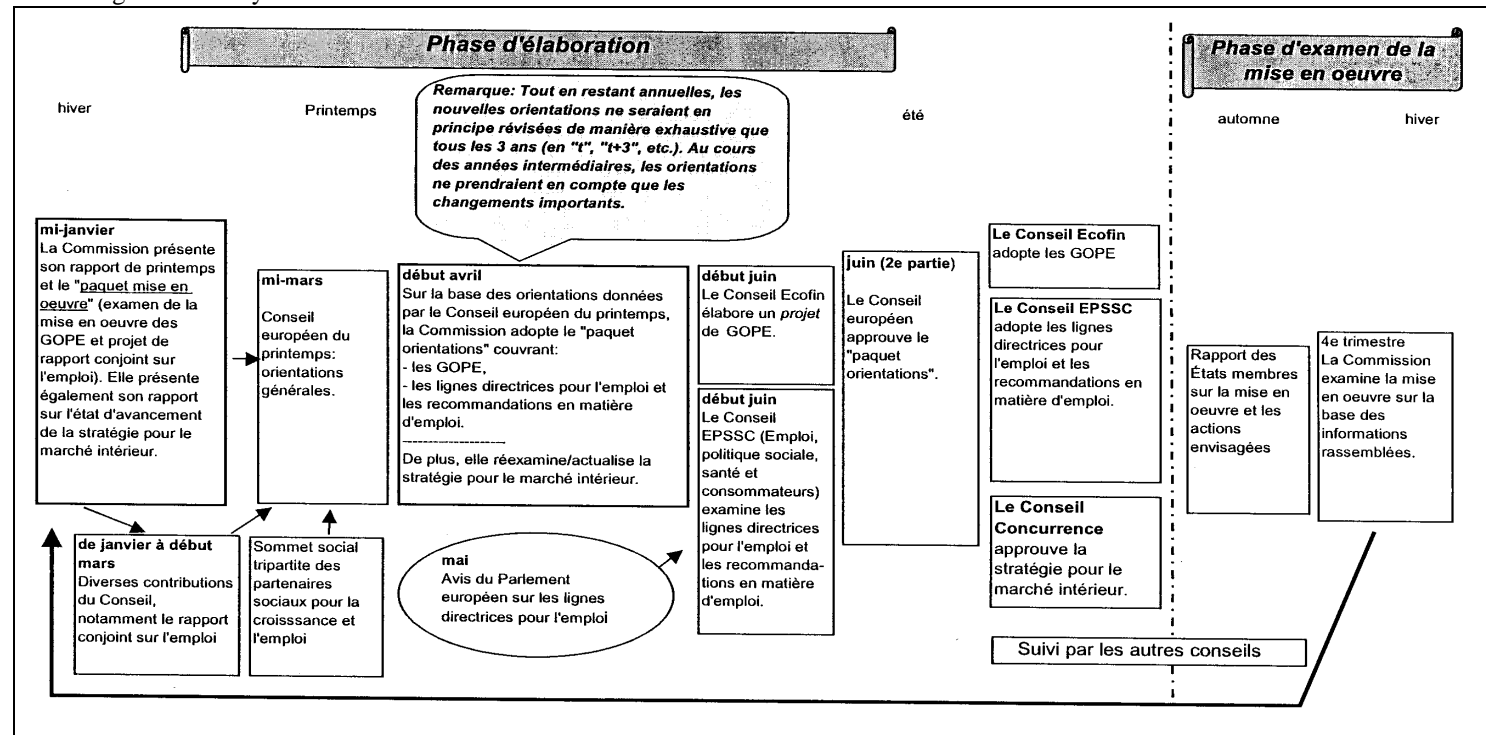 Phase d'élaboration
Phase d'examen de la
mise en oeuvre
hiver
Printemps
été
automne
hiver
Remarque: Tout en restant annuelles, les
nouvelles orientations ne seraient en
principe révisées de manière exhaustive que
tous les 3 ans (en "t", "t+3", etc.). Au cours
des années intermédiaires, les orientations
ne prendraient en compte que les
changements importants.
mi-janvier
La Commission présente
son rapport de printemps
et le "paquet mise en
oeuvre" (examen de la
mise en oeuvre des
GOPE et projet de
rapport conjoint sur
l'emploi). Elle présente
également son rapport
sur l'état d'avancement
de la stratégie pour le
marché intérieur.
de janvier à début
mars
Diverses contributions
du Conseil,
notamment le rapport
conjoint sur l'emploi
mi-mars
Conseil
européen du
printemps:
orientations
générales.
Sommet social
tripartite des
partenaires
sociaux pour la
croisssance et
l'emploi
début avril
Sur la base des orientations données
par le Conseil européen du printemps,
la Commission adopte le "paquet
orientations" couvrant:
- les GOPE,
- les lignes directrices pour l'emploi et
les recommandations en matière
d'emploi.
--------------------
De plus, elle réexamine/actualise la
stratégie pour le marché intérieur.
mai
Avis du Parlement
européen sur les lignes
directrices pour l'emploi
début juin
Le Conseil Ecofin
élabore un projet
de GOPE.
début juin
Le Conseil
EPSSC (Emploi,
politique sociale,
santé et
consommateurs)
examine les
lignes directrices
pour l'emploi et
les recommanda-
tions en matière
d'emploi.
juin (2e partie)
Le Conseil
européen
approuve le
"paquet
orientations".
Le Conseil Ecofin
adopte les GOPE
Le Conseil EPSSC
adopte les lignes
directrices pour
l'emploi et les
recommandations en
matière d'emploi.
Le Conseil
Concurrence
approuve la
stratégie pour le
marché intérieur.
Suivi par les autres conseils
Rapport des
États membres
sur la mise en
oeuvre et les
actions
envisagées
4e trimestre
La Commission
examine la mise
en oeuvre sur la
base des
informations
rassemblées.